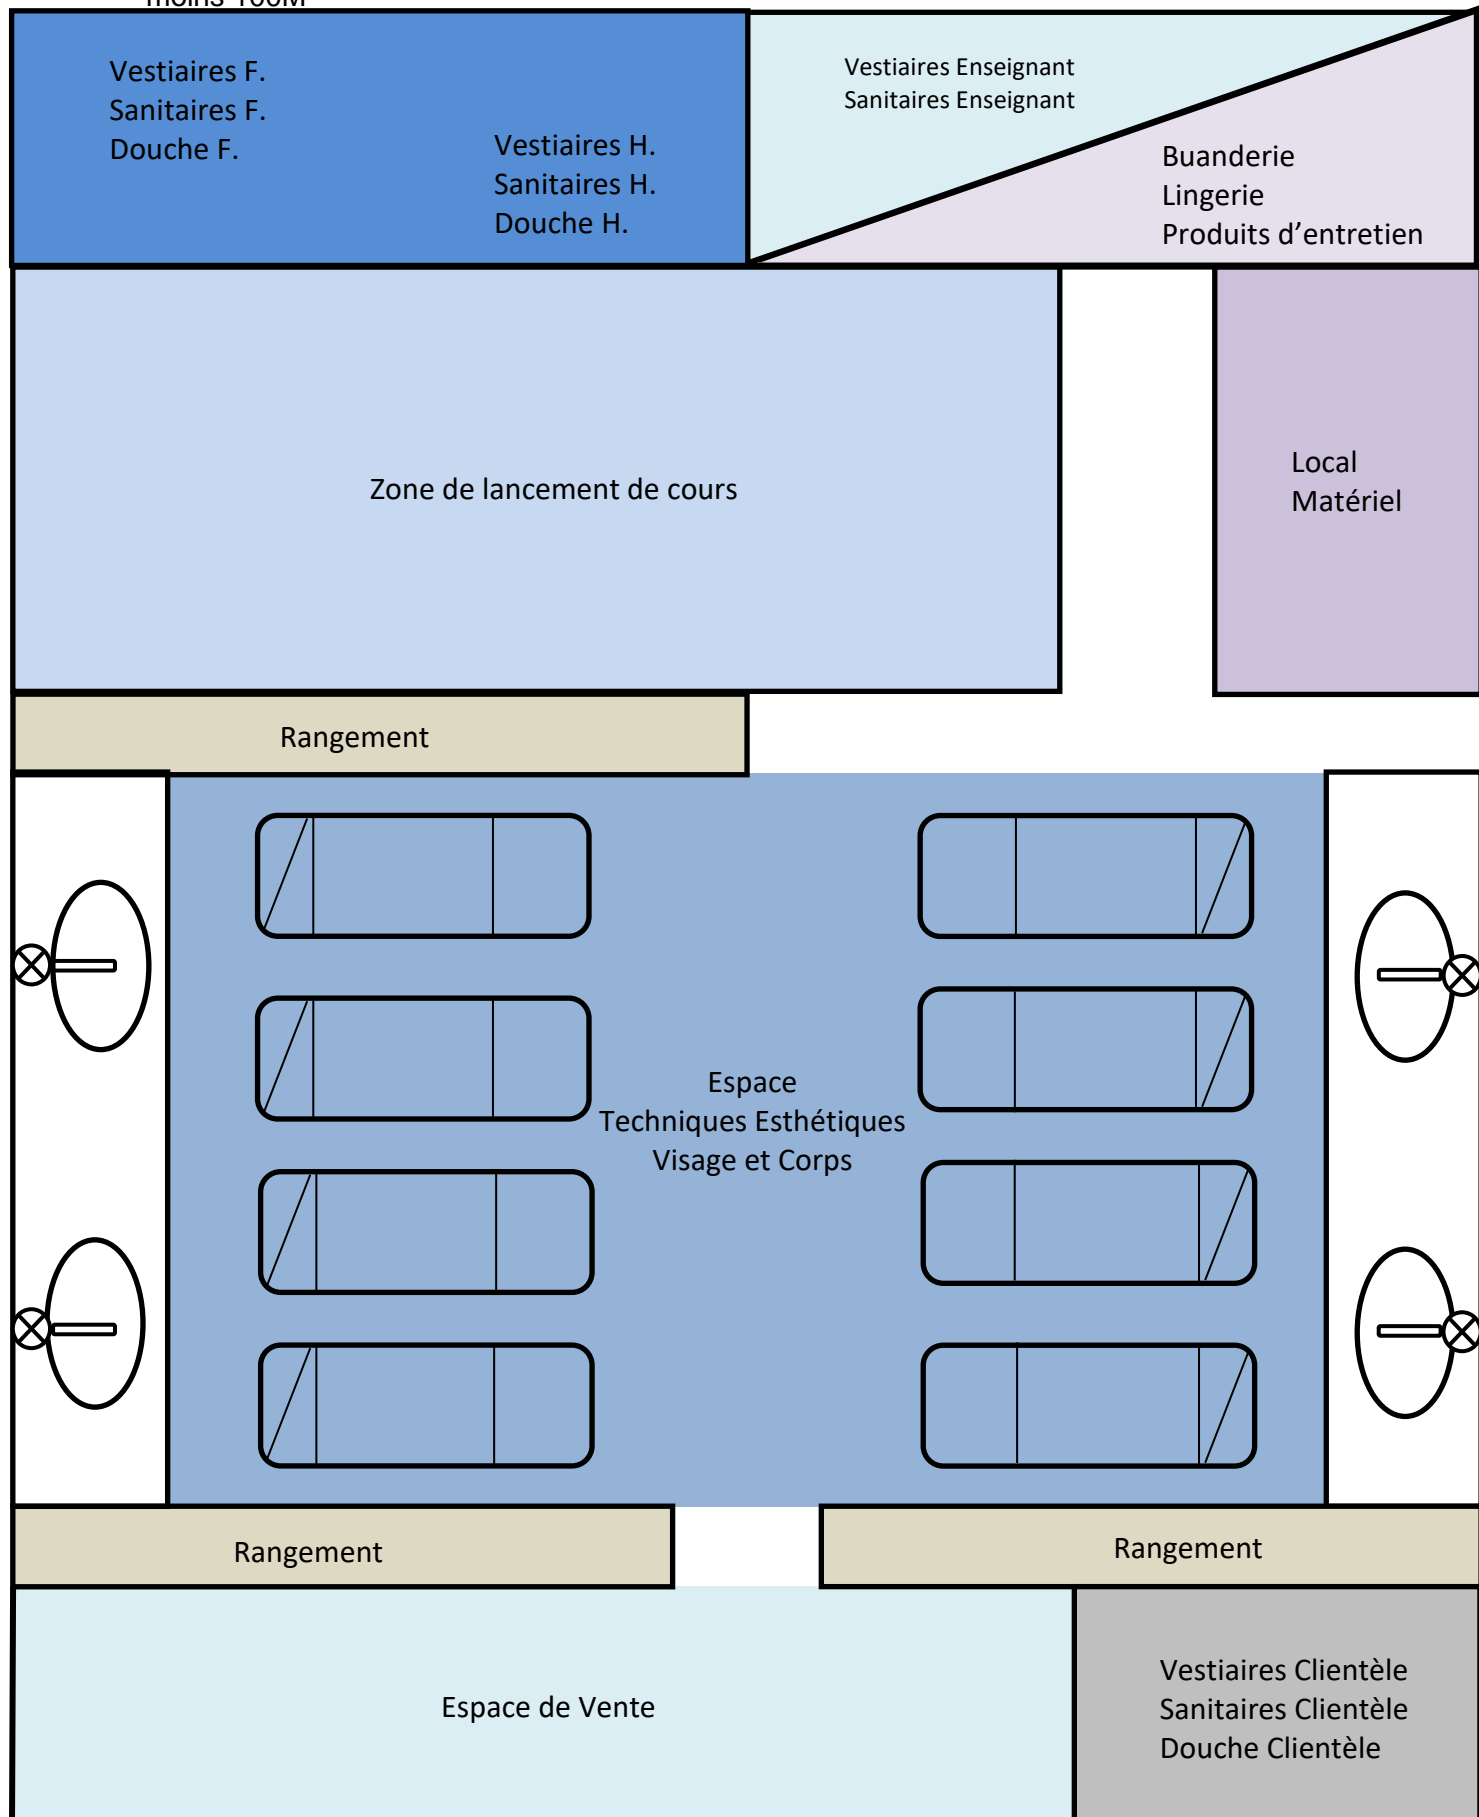 Vestiaires F.
Sanitaires F.
Douche F.
Vestiaires H.
Sanitaires H.
Douche H.
Vestiaires Enseignant
Sanitaires Enseignant
Buanderie
Lingerie
Produits d’entretien
Zone de lancement de cours
Local
Matériel
Rangement
Espace
Techniques Esthétiques
Visage et Corps
Rangement
Rangement
Espace de Vente
Vestiaires Clientèle
Sanitaires Clientèle
Douche Clientèle